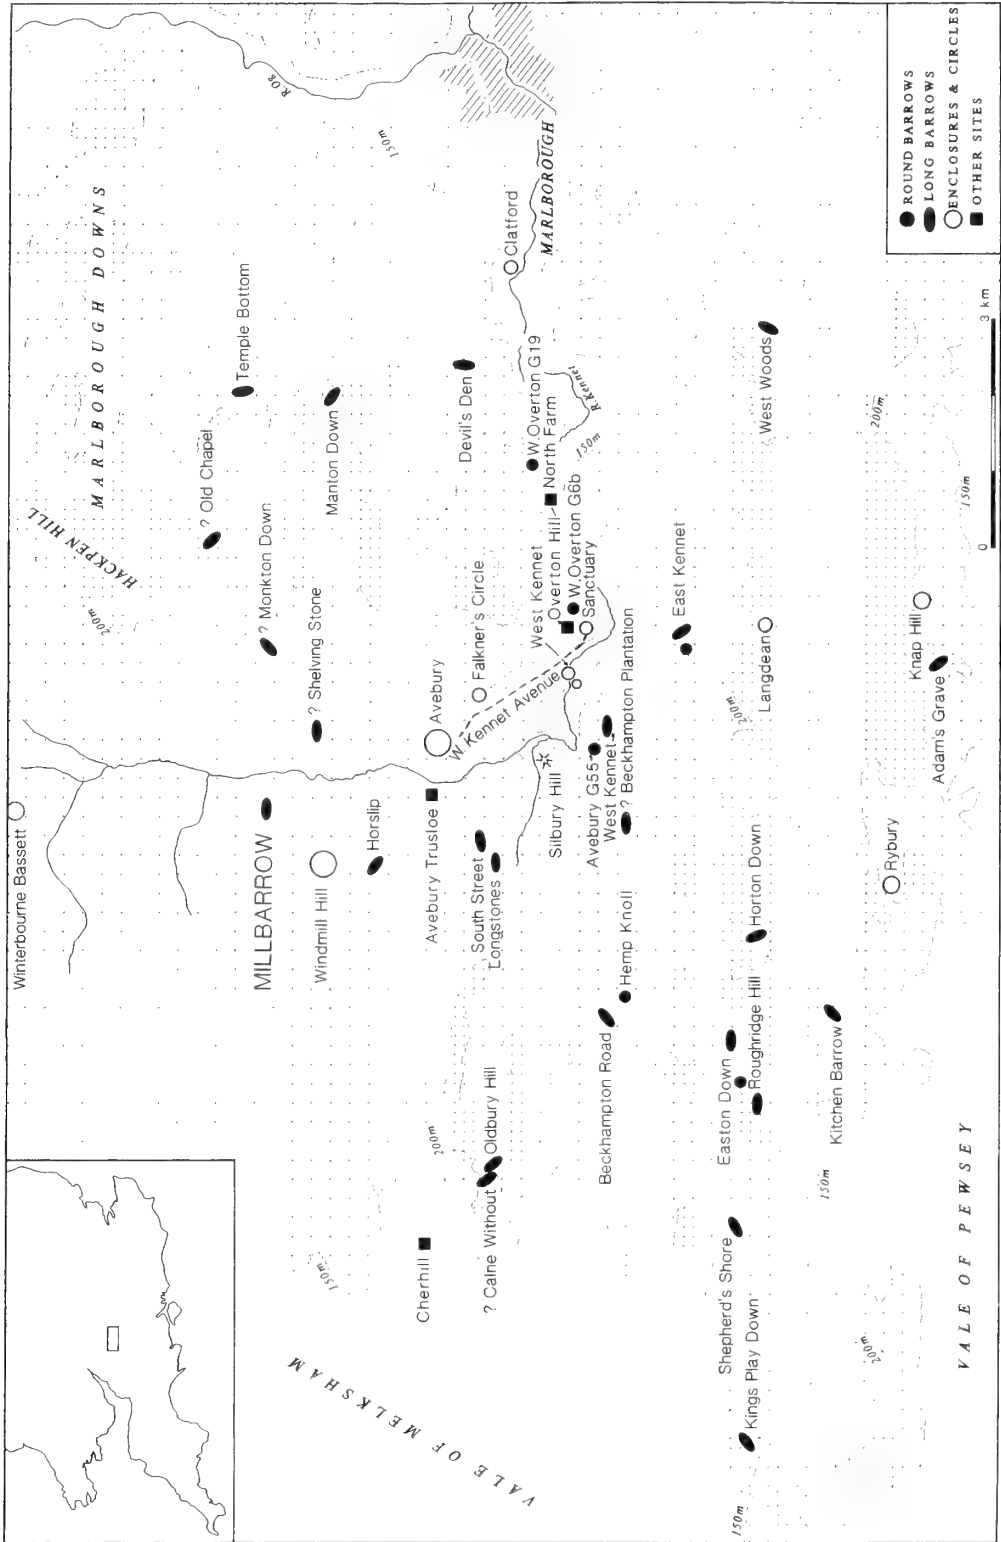 MARLBOROUGH DOWNS
HACKPEN HILL
200m
R.OG
150m
Winterbourne Bassett
? Old Chapel
Temple Bottom
? Monkton Down
MILLBARROW
? Shelving Stone
Manton Down
Windmill Hill
Horslip
Avebury
Avebury Trusloe
Falkner's Circle
Devil's Den
Clatford
MARLBOROUGH
W. Kennet Avenue
South Street
Longstones
Silbury Hill
West Kennet
Overton Hill
North Farm
W.Overton G19
W.Overton G6b
Sanctuary
R.Kennet
150m
Avebury G55
West Kennet
? Beckhampton Plantation
East Kennet
Hemp Knoll
Beckhampton Road
200m
Cherhill
150m
? Calne Without
Oldbury Hill
VALE OF MELKSHAM
West Woods
Langdean
200m
Horton Down
Easton Down
Roughridge Hill
Shepherd's Shore
Kings Play Down
150m
Kitchen Barrow
150m
Rybury
Knap Hill
Adam's Grave
200m
150m
200m
VALE OF PEWSEY
ROUND BARROWS
LONG BARROWS
ENCLOSURES & CIRCLES
OTHER SITES
0
3 km